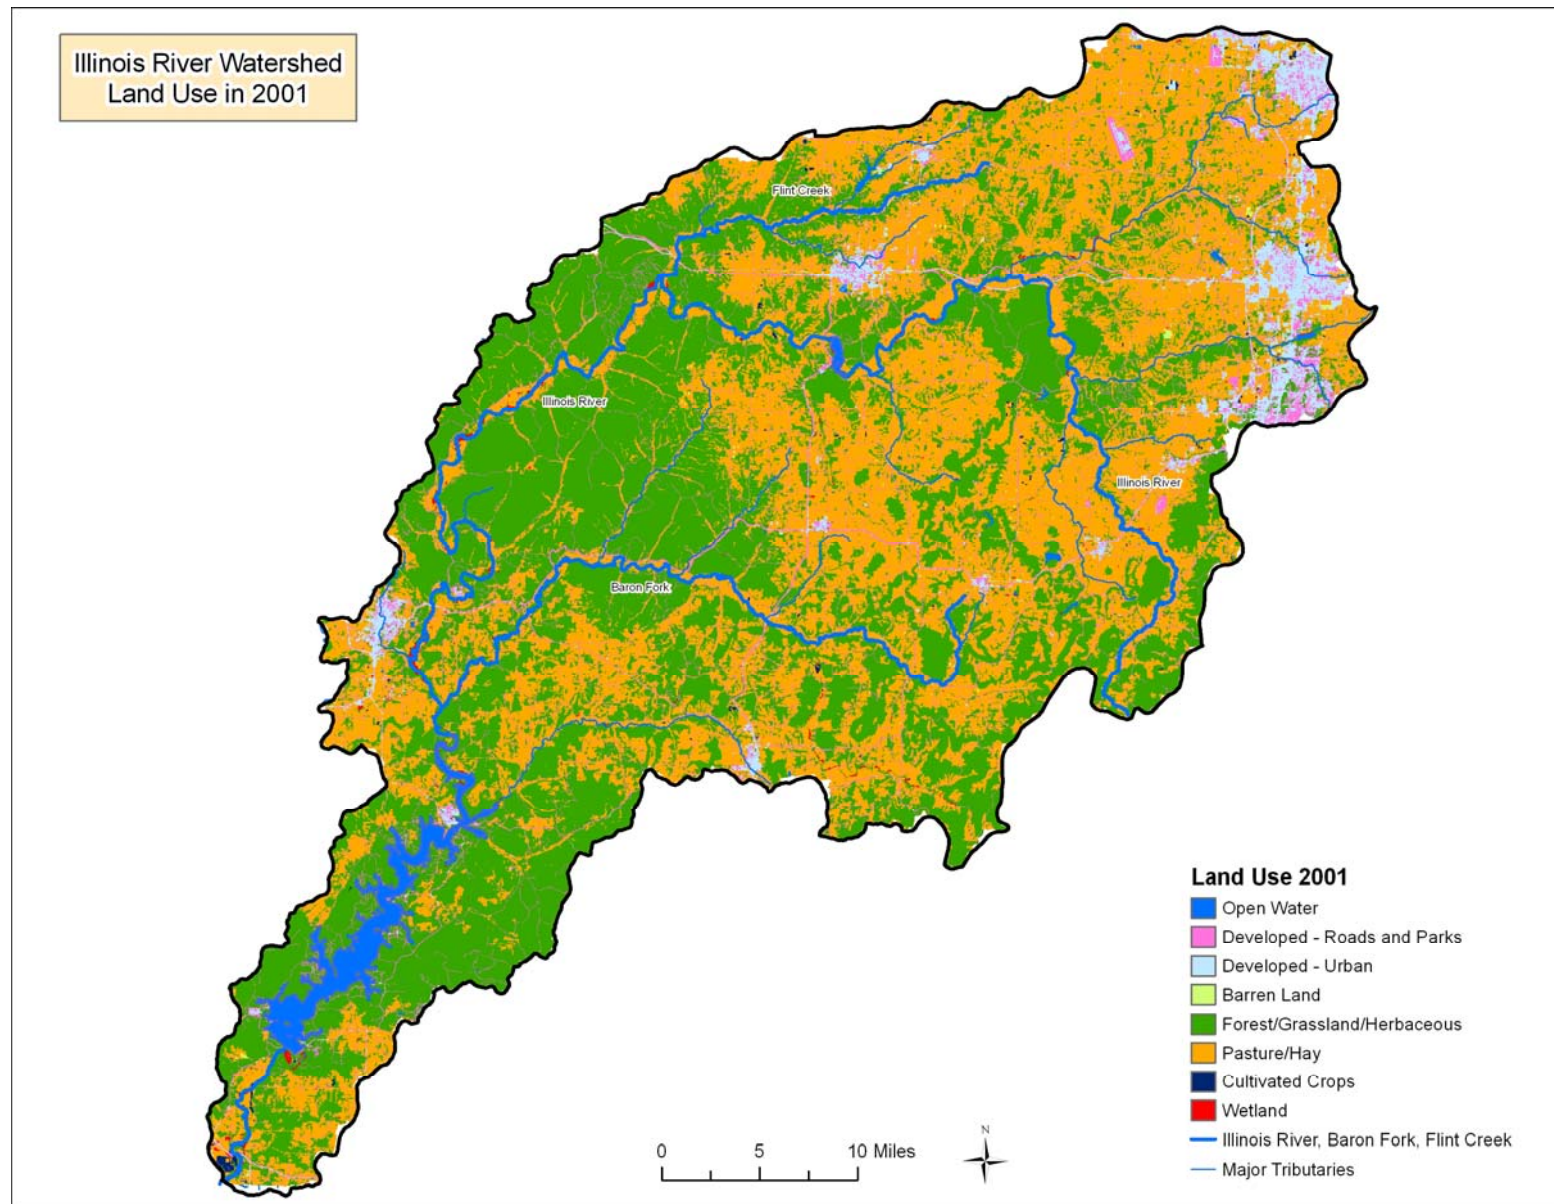 Illinois River Watershed
Land Use in 2001
Flint Creek
Illinois River
Illinois River
Baron Fork
Land Use 2001
Open Water
Developed - Roads and Parks
Developed - Urban
Barren Land
Forest/Grassland/Herbaceous
Pasture/Hay
Cultivated Crops
Wetland
Illinois River, Baron Fork, Flint Creek
Major Tributaries
N
0 5 10 Miles